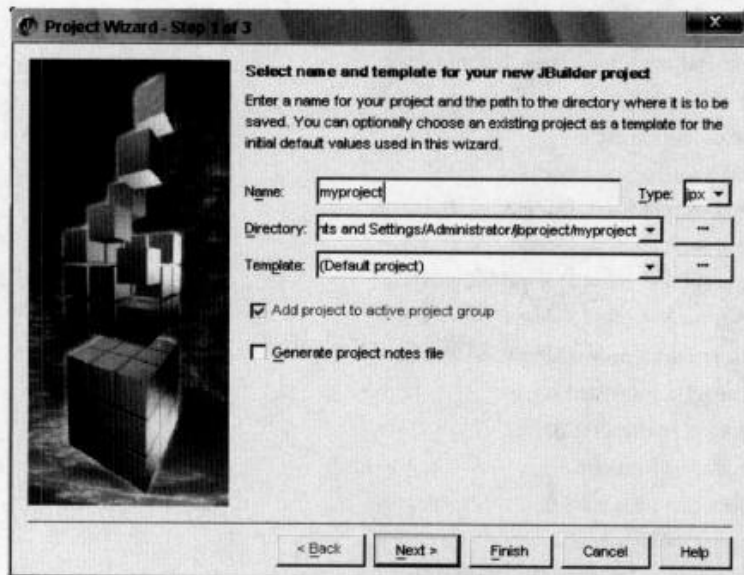 Project Wizard - Step 1 of 3
Select name and template for your new JBuilder project
Enter a name for your project and the path to the directory where it is to be
saved. You can optionally choose an existing project as a template for the
initial default values used in this wizard.
Name: myproject Type: jpx
Directory: nts and Settings/Administrator/jbproject/myproject ...
Template: (Default project) ...
Add project to active project group
Generate project notes file
< Back Next > Finish Cancel Help